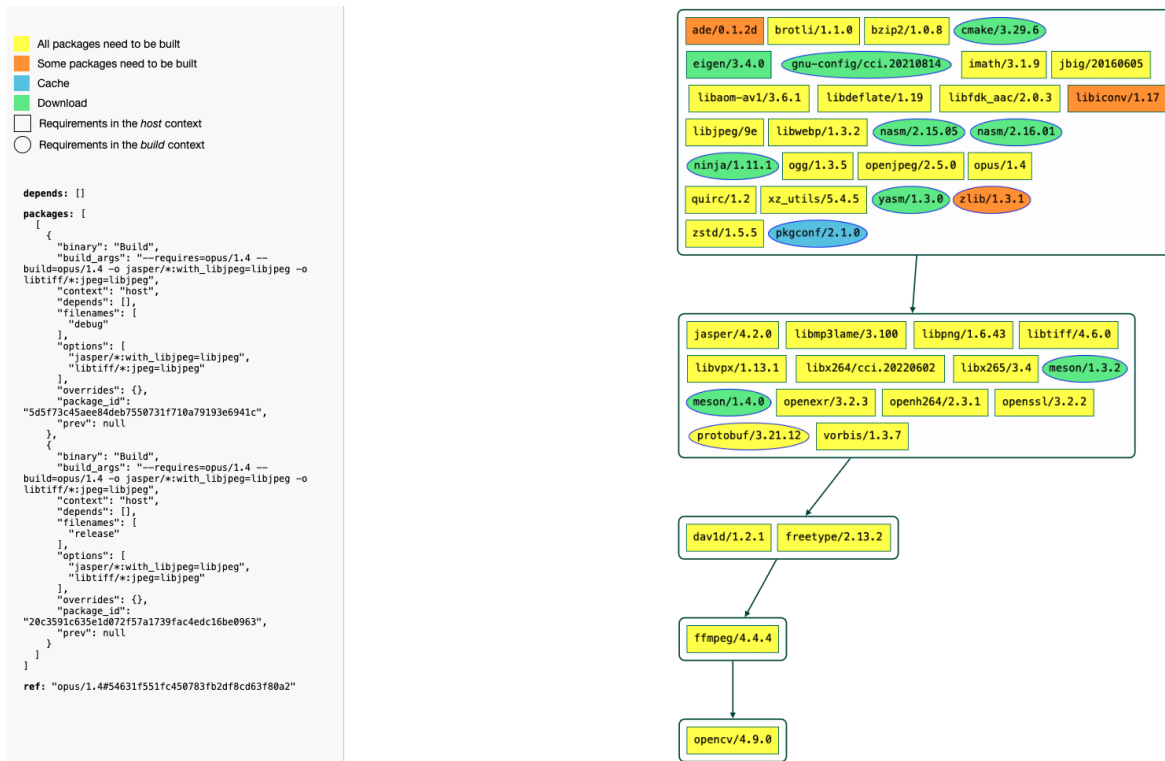 All packages need to be built
Some packages need to be built
Cache
Download
Requirements in the host context
Requirements in the build context
depends: []
packages: [
[
{
"binary": "Build",
"build_args": "--requires=opus/1.4 --
build=opus/1.4 -o jasper/*:with_libjpeg=libjpeg -o
libtiff/*:jpeg=libjpeg",
"context": "host",
"depends": [],
"filenames": [
"debug"
],
"options": [
"jasper/*:with_libjpeg=libjpeg",
"libtiff/*:jpeg=libjpeg"
],
"overrides": {},
"package_id":
"5d5f73c45aee84deb7550731f710a79193e6941c",
"prev": null
},
{
"binary": "Build",
"build_args": "--requires=opus/1.4 --
build=opus/1.4 -o jasper/*:with_libjpeg=libjpeg -o
libtiff/*:jpeg=libjpeg",
"context": "host",
"depends": [],
"filenames": [
"release"
],
"options": [
"jasper/*:with_libjpeg=libjpeg",
"libtiff/*:jpeg=libjpeg"
],
"overrides": {},
"package_id":
"20c3591c635e1d072f57a1739fac4edc16be0963",
"prev": null
}
]
]
ref: "opus/1.4#54631f551fc450783fb2df8cd63f80a2"
ade/0.1.2d brotli/1.1.0 bzip2/1.0.8 cmake/3.29.6
eigen/3.4.0 gnu-config/cci.20210814 imath/3.1.9 jbig/20160605
libaom-av1/3.6.1 libdeflate/1.19 libfdk_aac/2.0.3 libiconv/1.17
libjpeg/9e libwebp/1.3.2 nasm/2.15.05 nasm/2.16.01
ninja/1.11.1 ogg/1.3.5 openjpeg/2.5.0 opus/1.4
quirc/1.2 xz_utils/5.4.5 yasm/1.3.0 zlib/1.3.1
zstd/1.5.5 pkgconf/2.1.0
jasper/4.2.0 libmp3lame/3.100 libpng/1.6.43 libtiff/4.6.0
libvpx/1.13.1 libx264/cci.20220602 libx265/3.4 meson/1.3.2
meson/1.4.0 openexr/3.2.3 openh264/2.3.1 openssl/3.2.2
protobuf/3.21.12 vorbis/1.3.7
dav1d/1.2.1 freetype/2.13.2
ffmpeg/4.4.4
opencv/4.9.0